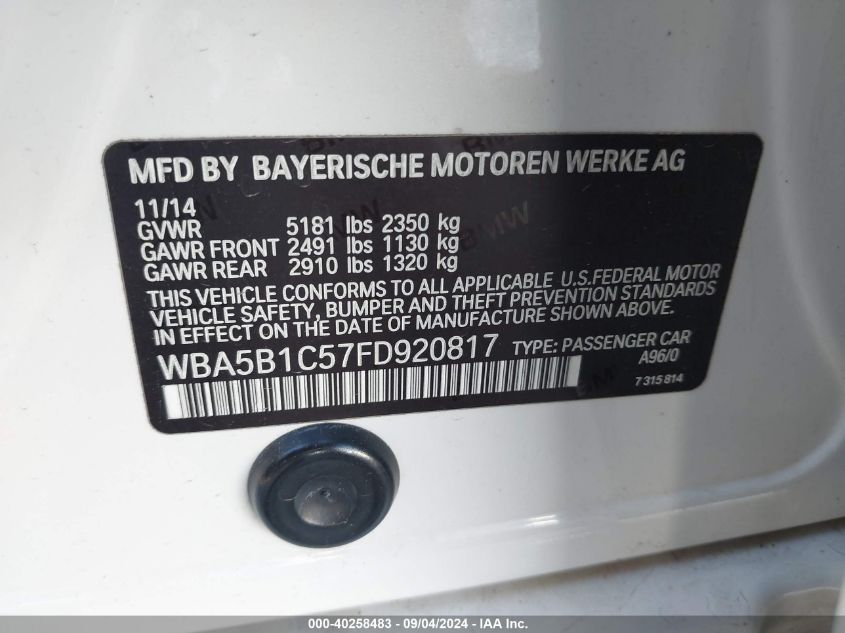 MFD BY BAYERISCHE MOTOREN WERKE AG
11/14
GVWR 5181 lbs 2350 kg
GAWR FRONT 2491 lbs 1130 kg
GAWR REAR 2910 lbs 1320 kg
THIS VEHICLE CONFORMS TO ALL APPLICABLE U.S.FEDERAL MOTOR
VEHICLE SAFETY, BUMPER AND THEFT PREVENTION STANDARDS
IN EFFECT ON THE DATE OF MANUFACTURE SHOWN ABOVE.
WBA5B1C57FD920817 TYPE: PASSENGER CAR
A96/0
7 315 814
000-40258483 - 09/04/2024 - IAA Inc.